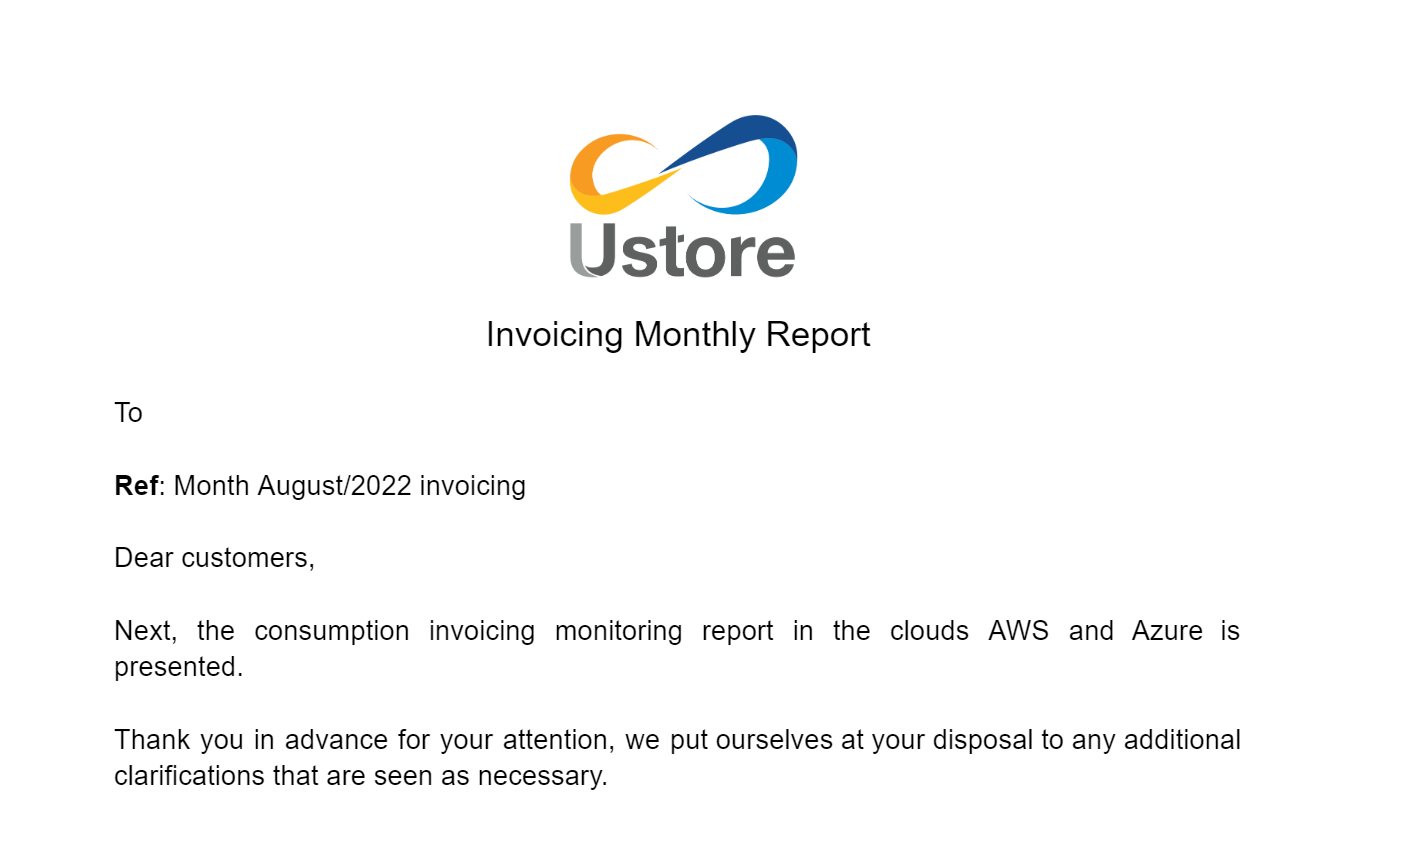 Ustore
Invoicing Monthly Report
To
Ref: Month August/2022 invoicing
Dear customers,
Next, the consumption invoicing monitoring report in the clouds AWS and Azure is
presented.
Thank you in advance for your attention, we put ourselves at your disposal to any additional
clarifications that are seen as necessary.